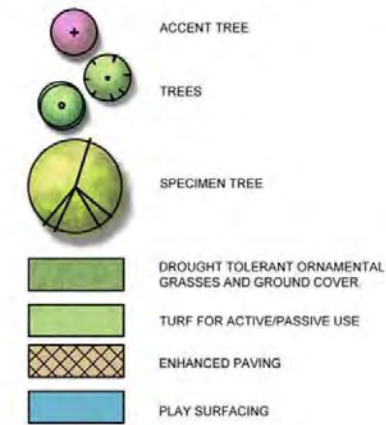 ACCENT TREE
TREES
SPECIMEN TREE
DROUGHT TOLERANT ORNAMENTAL
GRASSES AND GROUND COVER
TURF FOR ACTIVE/PASSIVE USE
ENHANCED PAVING
PLAY SURFACING